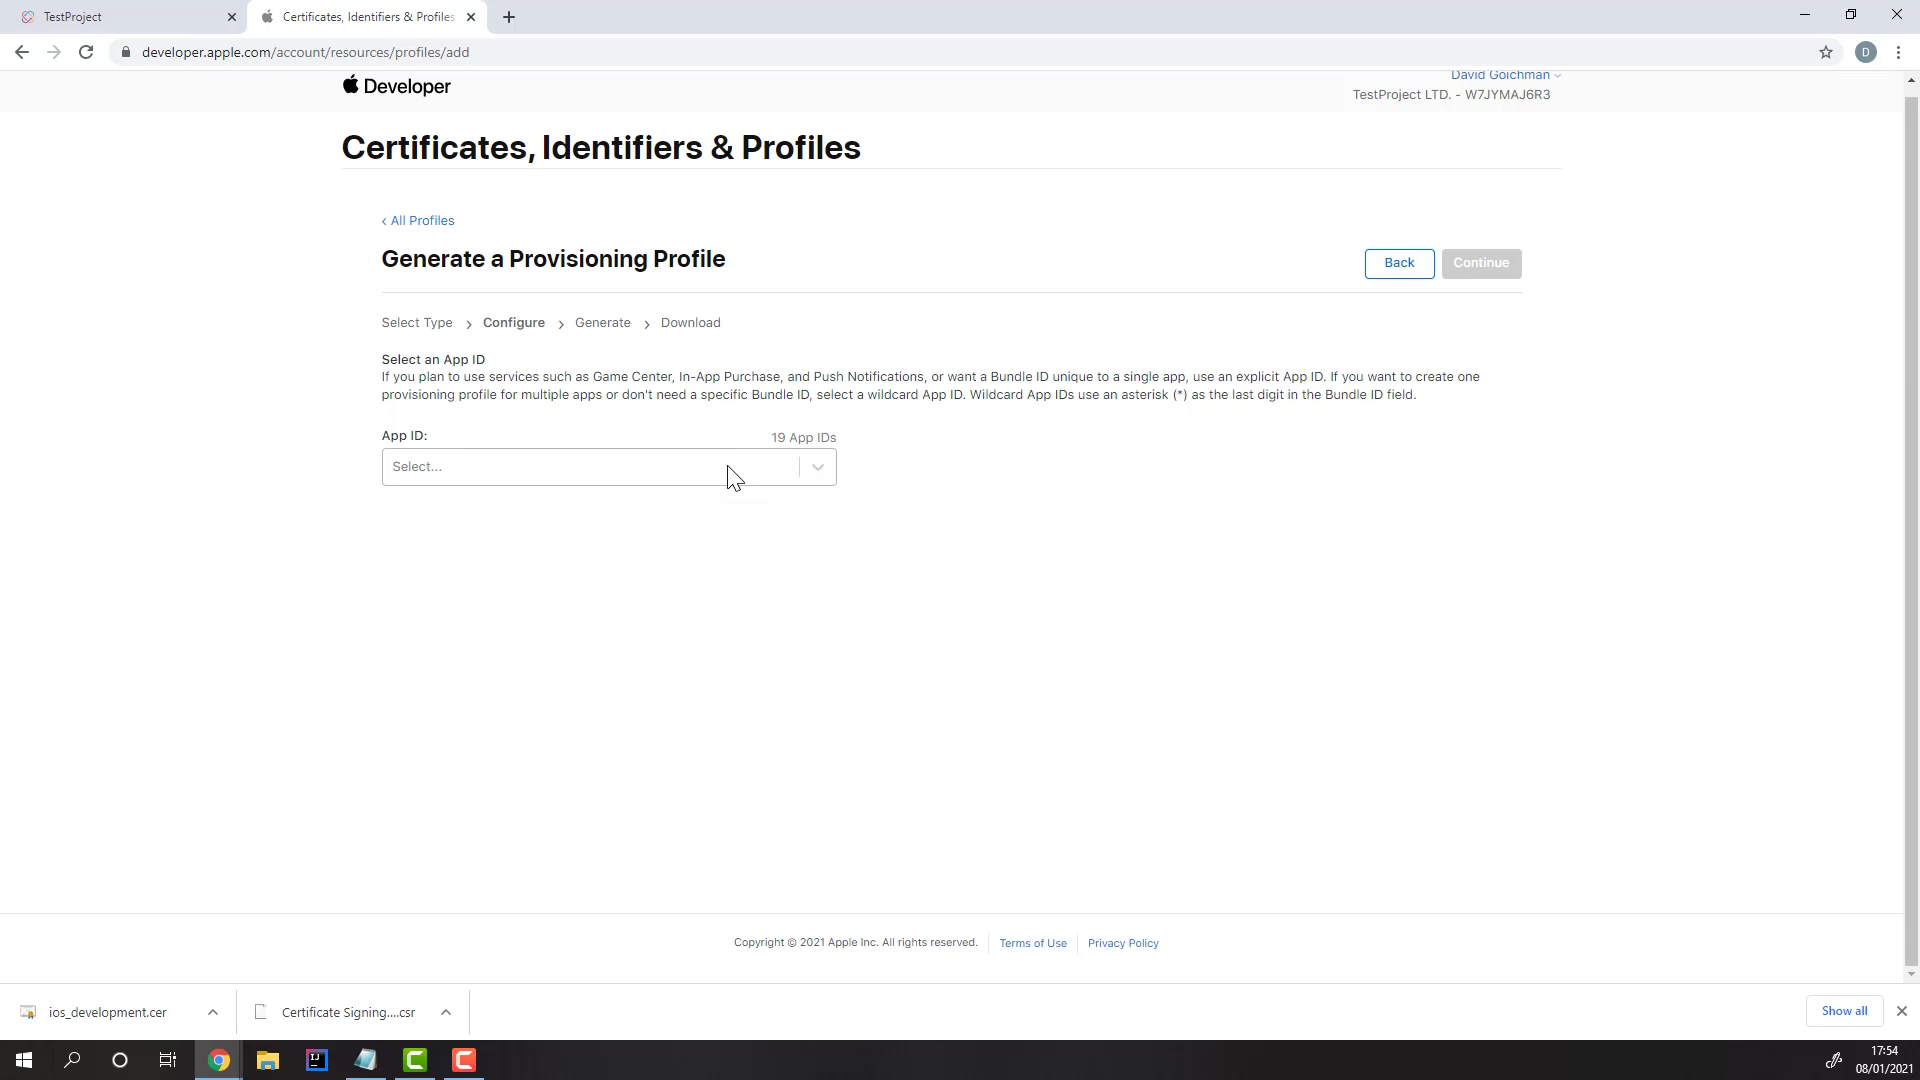 TestProject
Certificates, Identifiers & Profiles
developer.apple.com/account/resources/profiles/add
D
Developer
David Goichman
TestProject LTD. - W7JYMAJ6R3
Certificates, Identifiers & Profiles
All Profiles
Generate a Provisioning Profile
Back
Continue
Select Type
Configure
Generate
Download
Select an App ID
If you plan to use services such as Game Center, In-App Purchase, and Push Notifications, or want a Bundle ID unique to a single app, use an explicit App ID. If you want to create one
provisioning profile for multiple apps or don't need a specific Bundle ID, select a wildcard App ID. Wildcard App IDs use an asterisk (*) as the last digit in the Bundle ID field.
App ID:
19 App IDs
Select...
Copyright © 2021 Apple Inc. All rights reserved.
Terms of Use
Privacy Policy
ios_development.cer
Certificate Signing....csr
Show all
IJ
17:54
08/01/2021